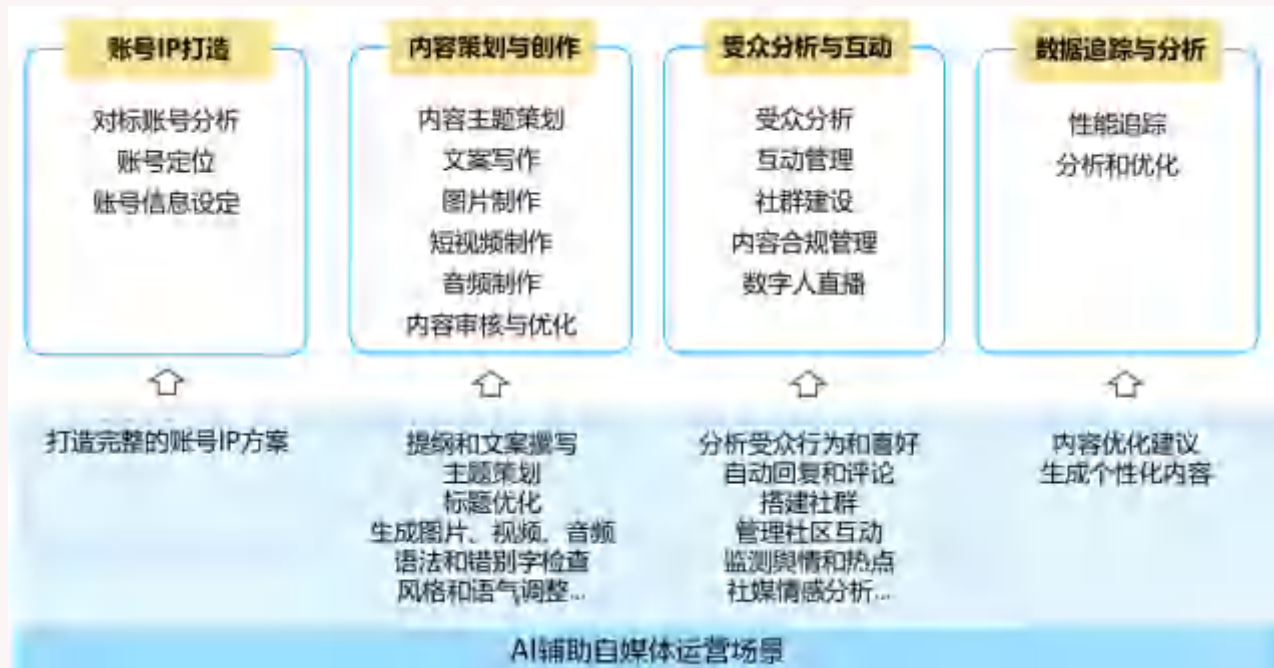 账号IP打造
对标账号分析
账号定位
账号信息设定
内容策划与创作
内容主题策划
文案写作
图片制作
短视频制作
音频制作
内容审核与优化
受众分析与互动
受众分析
互动管理
社群建设
内容合规管理
数字人直播
数据追踪与分析
性能追踪
分析和优化
打造完整的账号IP方案
提纲和文案撰写
主题策划
标题优化
生成图片、视频、音频
语法和错别字检查
风格和语气调整...
分析受众行为和喜好
自动回复和评论
搭建社群
管理社区互动
监测舆情和热点
社媒情感分析...
内容优化建议
生成个性化内容
AI辅助自媒体运营场景